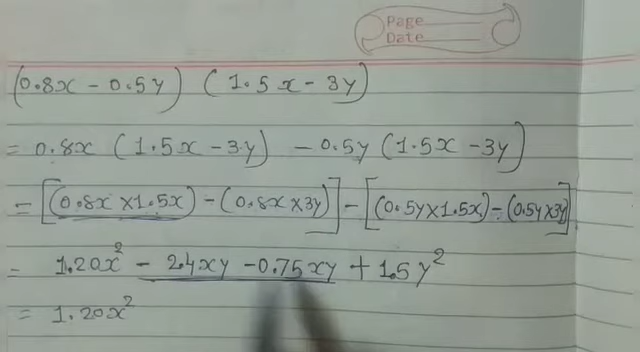 Page
Date
(0.8x - 0.5y) (1.5x - 3y)
= 0.8x (1.5x - 3y) - 0.5y (1.5x - 3y)
= [(0.8x × 1.5x) - (0.8x × 3y)] - [(0.5y × 1.5x) - (0.5y × 3y)]
= 1.20x² - 2.4xy - 0.75xy + 1.5y²
= 1.20x²